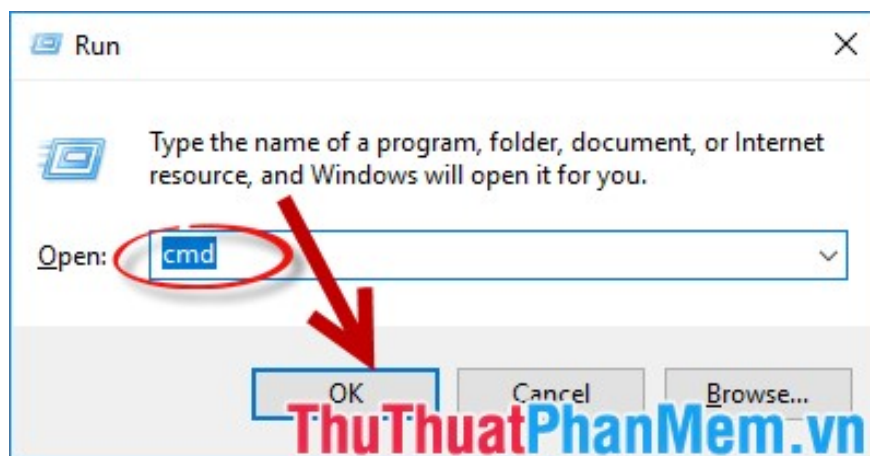 Run
Type the name of a program, folder, document, or Internet
resource, and Windows will open it for you.
Open: cmd
OK Cancel Browse...
ThuThuatPhanMem.vn